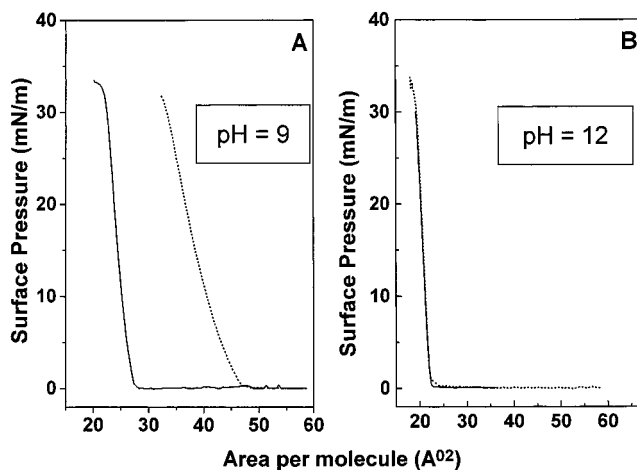 A
B
40
30
20
10
0
Surface Pressure (mN/m)
pH = 9
20 30 40 50 60
40
30
20
10
0
Surface Pressure (mN/m)
pH = 12
20 30 40 50 60
Area per molecule (A⁰²)